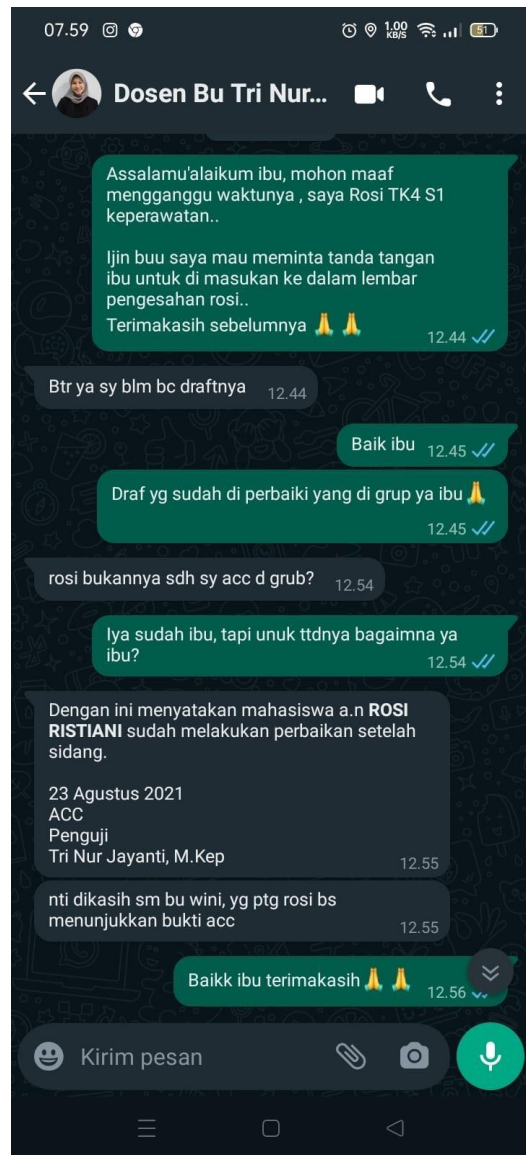 07.59
1.00
KB/S
51
Dosen Bu Tri Nur...
Assalamu'alaikum ibu, mohon maaf
mengganggu waktunya , saya Rosi TK4 S1
keperawatan..
Ijin buu saya mau meminta tanda tangan
ibu untuk di masukan ke dalam lembar
pengesahan rosi..
Terimakasih sebelumnya 🙏 🙏
12.44
Btr ya sy blm bc draftnya 12.44
Baik ibu 12.45
Draf yg sudah di perbaiki yang di grup ya ibu🙏
12.45
rosi bukannya sdh sy acc d grub? 12.54
Iya sudah ibu, tapi unuk ttdnya bagaimna ya
ibu? 12.54
Dengan ini menyatakan mahasiswa a.n ROSI
RISTIANI sudah melakukan perbaikan setelah
sidang.
23 Agustus 2021
ACC
Penguji
Tri Nur Jayanti, M.Kep 12.55
nti dikasih sm bu wini, yg ptg rosi bs
menunjukkan bukti acc 12.55
Baikk ibu terimakasih🙏 🙏 12.56
Kirim pesan